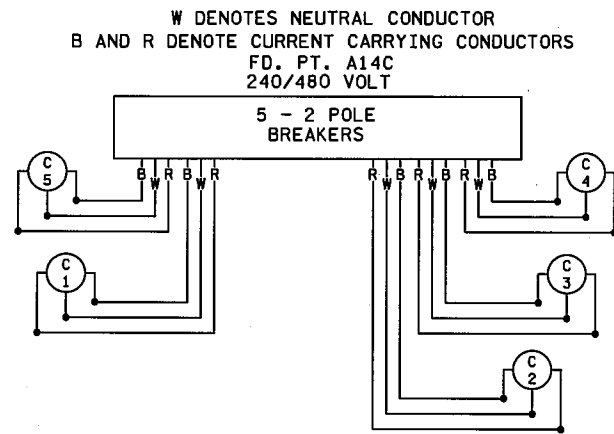 W DENOTES NEUTRAL CONDUCTOR
B AND R DENOTE CURRENT CARRYING CONDUCTORS
FD. PT. A14C
240/480 VOLT
5 - 2 POLE
BREAKERS
B W R B W R R W B R W B R W B
C
5
C
4
C
1
C
3
C
2